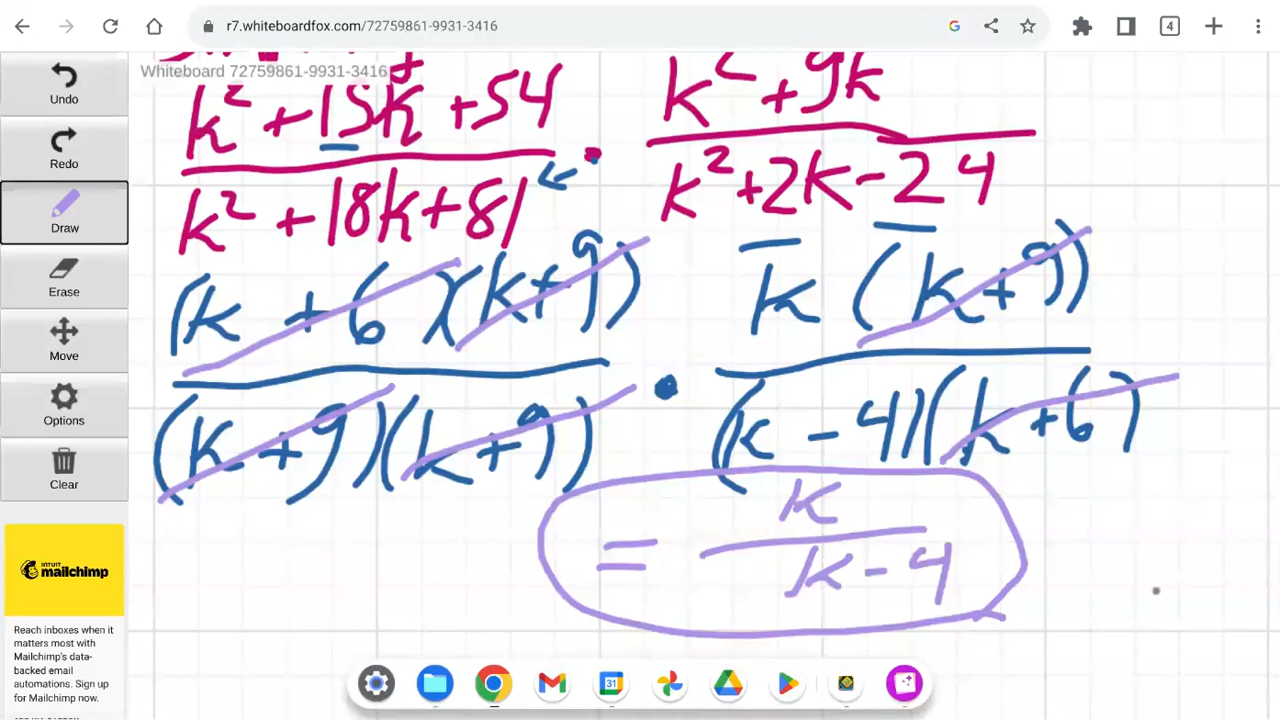 r7.whiteboardfox.com/72759861-9931-3416
4
Whiteboard 72759861-9931-3416
Undo
Redo
Draw
Erase
Move
Options
Clear
k² + 15k + 54
k² + 18k + 81
·
k² + 9k
k² + 2k - 24
(k + 6)(k + 9)
(k + 9)(k + 9)
·
k (k + 9)
(k - 4)(k + 6)
= k
k - 4
INTUIT
mailchimp
Reach inboxes when it
matters most with
Mailchimp's data-
backed email
automations. Sign up
for Mailchimp now.
31